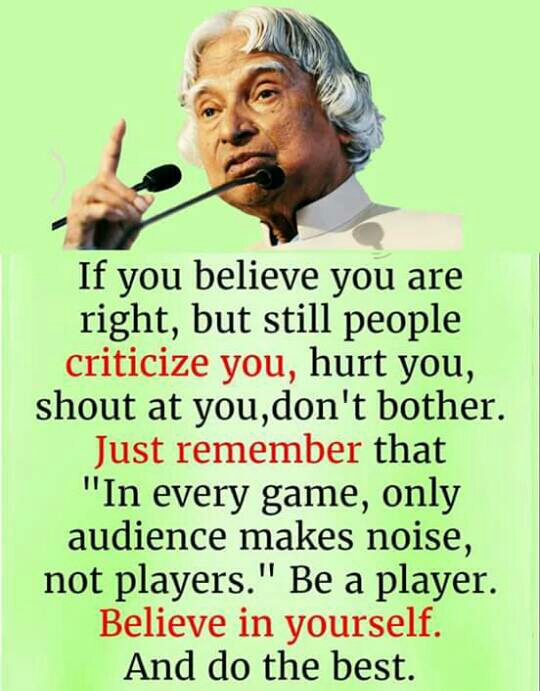 If you believe you are
right, but still people
criticize you, hurt you,
shout at you,don't bother.
Just remember that
"In every game, only
audience makes noise,
not players." Be a player.
Believe in yourself.
And do the best.